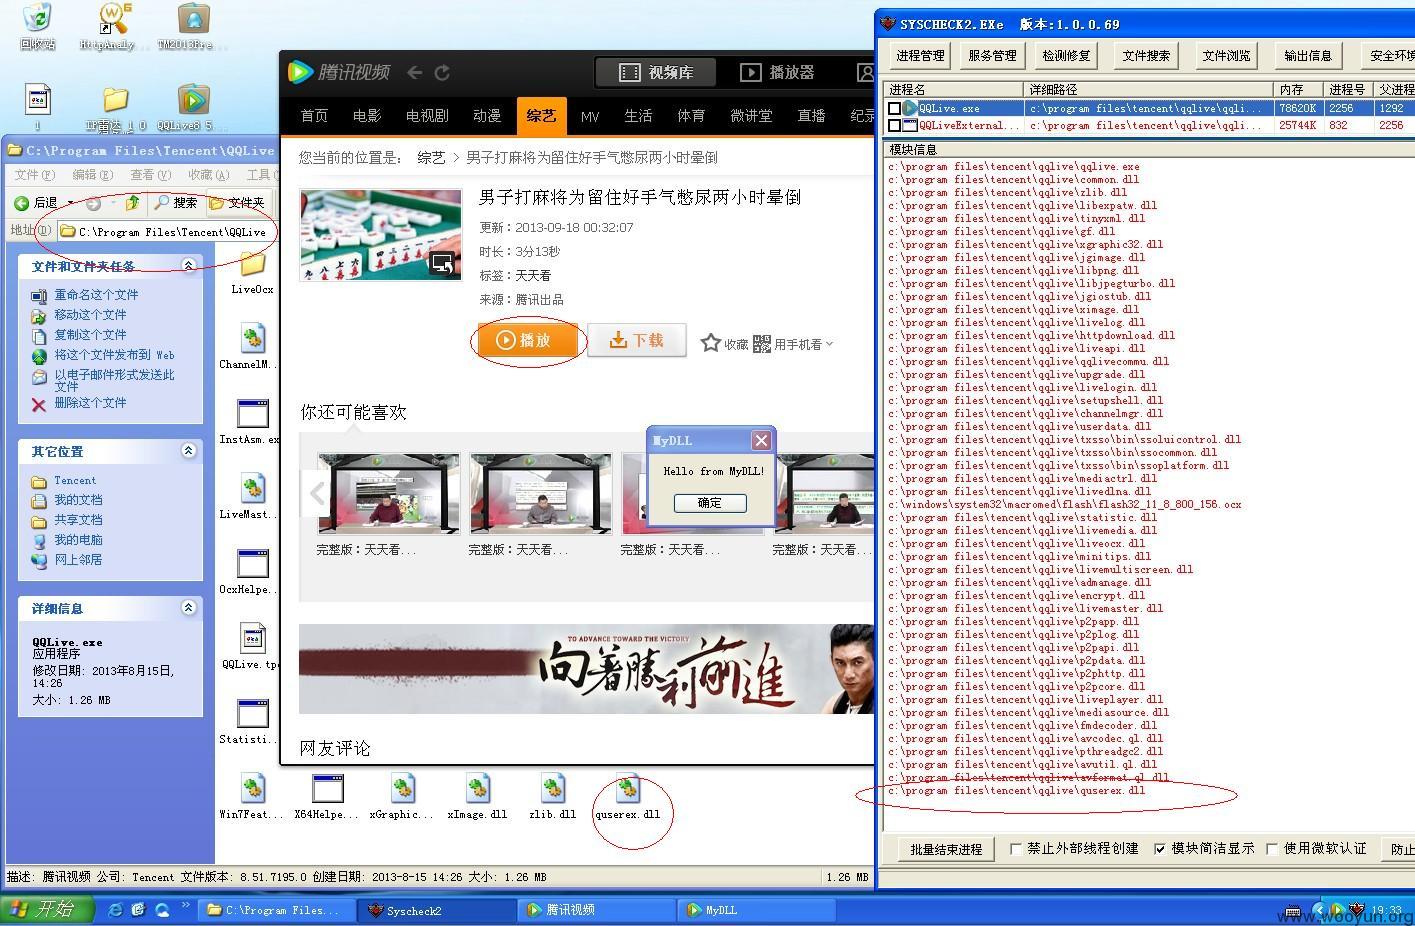 回收站
HttpAnaly...
TM2013Pre...
1
QQLive8 5...
C:\Program Files\Tencent\QQLive
文件(F) 编辑(E) 查看(V) 收藏(A) 工具
后退 搜索 文件夹
地址(D) C:\Program Files\Tencent\QQLive
文件和文件夹任务
重命名这个文件
移动这个文件
复制这个文件
将这个文件发布到 Web
以电子邮件形式发送此
文件
删除这个文件
其它位置
Tencent
我的文档
共享文档
我的电脑
网上邻居
详细信息
QQLive.exe
应用程序
修改日期: 2013年8月15日,
14:26
大小: 1.26 MB
LiveOcx
ChannelM..
InstAsm.ex
LiveMast..
OcxHelpe..
QQLive.tpc
Statisti..
Win7Feat...
X64Helpe...
xGraphic...
xImage.dll
zlib.dll
quserex.dll
描述: 腾讯视频 公司: Tencent 文件版本: 8.51.7195.0 创建日期: 2013-8-15 14:26 大小: 1.26 MB
1.26 MB
腾讯视频
视频库
播放器
首页 电影 电视剧 动漫 综艺 MV 生活 体育 微讲堂 直播 纪录
您当前的位置是: 综艺 > 男子打麻将为留住好手气憋尿两小时晕倒
男子打麻将为留住好手气憋尿两小时晕倒
更新:2013-09-18 00:32:07
时长:3分13秒
标签:天天看
来源:腾讯出品
播放
下载
收藏
用手机看
你还可能喜欢
完整版:天天看...
完整版:天天看...
完整版:天天看...
完整版:天天看...
MyDLL
Hello from MyDLL!
确定
TO ADVANCE TOWARD THE VICTORY
向着胜利前進
网友评论
SYSCHECK2.EXe 版本:1.0.0.69
进程管理 服务管理 检测修复 文件搜索 文件浏览 输出信息 安全环境
进程名 详细路径 内存 进程号 父进程
QQLive.exe c:\program files\tencent\qqlive\qqli... 78620K 2256 1292
QQLiveExternal... c:\program files\tencent\qqlive\qqli... 25744K 832 2256
模块信息
c:\program files\tencent\qqlive\qqlive.exe
c:\program files\tencent\qqlive\common.dll
c:\program files\tencent\qqlive\zlib.dll
c:\program files\tencent\qqlive\libexpatw.dll
c:\program files\tencent\qqlive\tinyxml.dll
c:\program files\tencent\qqlive\gf.dll
c:\program files\tencent\qqlive\xgraphic32.dll
c:\program files\tencent\qqlive\jgimage.dll
c:\program files\tencent\qqlive\libpng.dll
c:\program files\tencent\qqlive\libjpegturbo.dll
c:\program files\tencent\qqlive\jgiostub.dll
c:\program files\tencent\qqlive\ximage.dll
c:\program files\tencent\qqlive\livelog.dll
c:\program files\tencent\qqlive\httpdownload.dll
c:\program files\tencent\qqlive\liveapi.dll
c:\program files\tencent\qqlive\qqlivecommu.dll
c:\program files\tencent\qqlive\upgrade.dll
c:\program files\tencent\qqlive\livelogin.dll
c:\program files\tencent\qqlive\setupshell.dll
c:\program files\tencent\qqlive\channelmgr.dll
c:\program files\tencent\qqlive\userdata.dll
c:\program files\tencent\qqlive\txsso\bin\ssoluicontrol.dll
c:\program files\tencent\qqlive\txsso\bin\ssocommon.dll
c:\program files\tencent\qqlive\txsso\bin\ssoplatform.dll
c:\program files\tencent\qqlive\mediactrl.dll
c:\program files\tencent\qqlive\livedlna.dll
c:\windows\system32\macromed\flash\flash32_11_8_800_156.ocx
c:\program files\tencent\qqlive\statistic.dll
c:\program files\tencent\qqlive\livemedia.dll
c:\program files\tencent\qqlive\liveocx.dll
c:\program files\tencent\qqlive\minitips.dll
c:\program files\tencent\qqlive\livemultiscreen.dll
c:\program files\tencent\qqlive\admanage.dll
c:\program files\tencent\qqlive\encrypt.dll
c:\program files\tencent\qqlive\livemaster.dll
c:\program files\tencent\qqlive\p2papp.dll
c:\program files\tencent\qqlive\p2plog.dll
c:\program files\tencent\qqlive\p2papi.dll
c:\program files\tencent\qqlive\p2pdata.dll
c:\program files\tencent\qqlive\p2phttp.dll
c:\program files\tencent\qqlive\p2pcore.dll
c:\program files\tencent\qqlive\liveplayer.dll
c:\program files\tencent\qqlive\mediasource.dll
c:\program files\tencent\qqlive\fmdecoder.dll
c:\program files\tencent\qqlive\avcodec.ql.dll
c:\program files\tencent\qqlive\pthreadgc2.dll
c:\program files\tencent\qqlive\avutil.ql.dll
c:\program files\tencent\qqlive\avformat.ql.dll
c:\program files\tencent\qqlive\quserex.dll
批量结束进程 禁止外部线程创建 模块简洁显示 使用微软认证 防止
开始
C:\Program Files...
Syscheck2
腾讯视频
MyDLL
19:33
www.wooyun.org